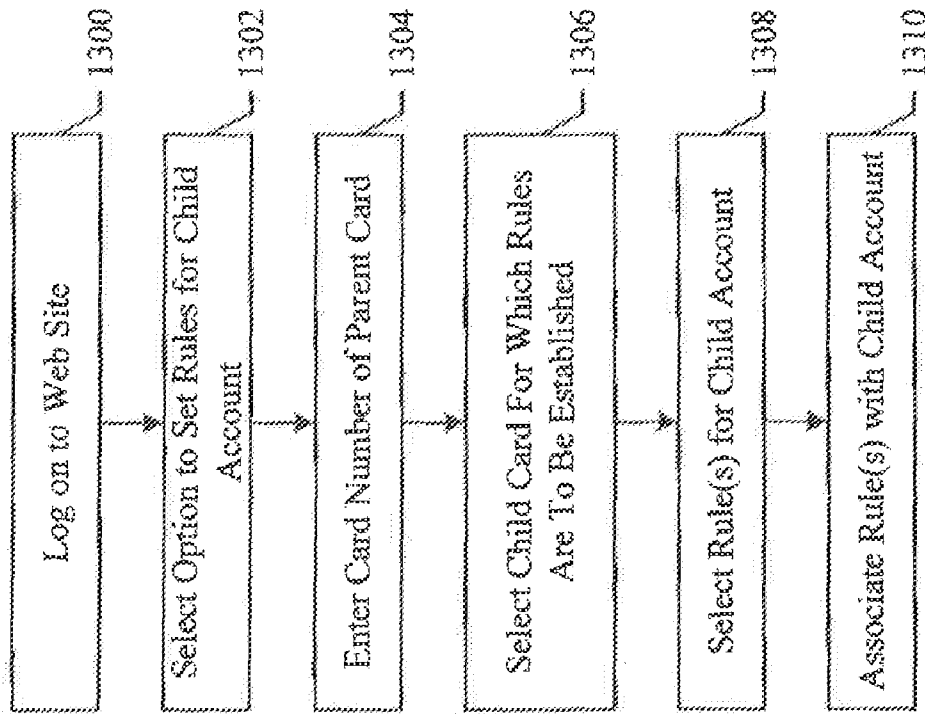 Log on to Web Site
1300
Select Option to Set Rules for Child
Account
1302
Enter Card Number of Parent Card
1304
Select Child Card For Which Rules
Are To Be Established
1306
Select Rule(s) for Child Account
1308
Associate Rule(s) with Child Account
1310